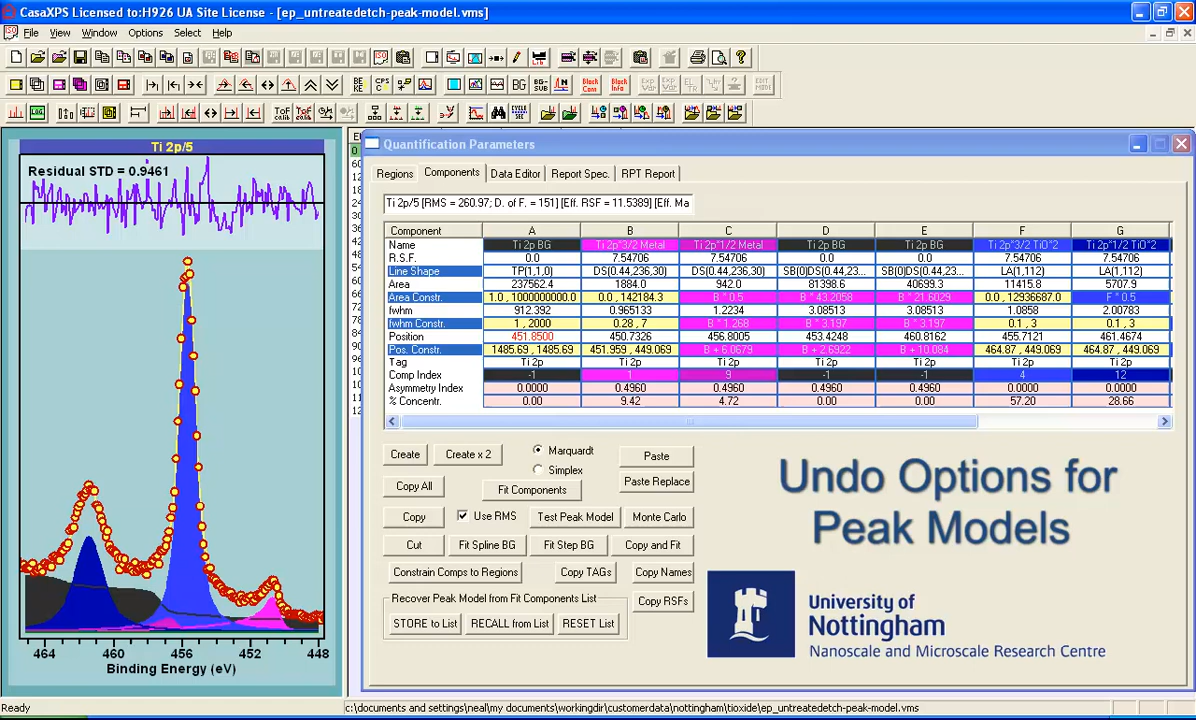 CasaXPS Licensed to:H926 UA Site License - [ep_untreatedetch-peak-model.vms]
File View Window Options Select Help
Ti 2p/5
Residual STD = 0.9461
464 460 456 452 448
Binding Energy (eV)
Quantification Parameters
Regions Components Data Editor Report Spec. RPT Report
Ti 2p/5 [RMS = 260.97; D. of F. = 151] [Eff. RSF = 11.5389] [Eff. Ma
Component A B C D E F G
Name Ti 2p BG Ti 2p*3/2 Metal Ti 2p*1/2 Metal Ti 2p BG Ti 2p BG Ti 2p*3/2 TiO*2 Ti 2p*1/2 TiO*2
R.S.F. 0.0 7.54706 7.54706 0.0 0.0 7.54706 7.54706
Line Shape TP(1,1,0) DS(0.44,236,30) DS(0.44,236,30) SB(0)DS(0.44,23... SB(0)DS(0.44,23... LA(1,112) LA(1,112)
Area 237562.4 1884.0 942.0 81398.6 40699.3 11415.8 5707.9
Area Constr. 1.0 , 1000000000.0 0.0 , 142184.3 B * 0.5 B * 43.2058 B * 21.6029 0.0 , 12936687.0 F * 0.5
fwhm 912.392 0.965133 1.2234 3.08513 3.08513 1.0858 2.00783
fwhm Constr. 1 , 2000 0.28 , 7 B * 1.268 B * 3.197 B * 3.197 0.1 , 3 0.1 , 3
Position 451.8500 450.7326 456.8005 453.4248 460.8162 455.7121 461.4674
Pos. Constr. 1485.69 , 1485.69 451.959 , 449.069 B + 6.0679 B + 2.6922 B + 10.084 464.87 , 449.069 464.87 , 449.069
Tag Ti 2p Ti 2p Ti 2p Ti 2p Ti 2p Ti 2p Ti 2p
Comp Index -1 1 9 -1 -1 4 12
Asymmetry Index 0.0000 0.4960 0.4960 0.4960 0.4960 0.0000 0.0000
% Concentr. 0.00 9.42 4.72 0.00 0.00 57.20 28.66
Create Create x 2 Marquardt Paste
Simplex
Copy All Fit Components Paste Replace
Copy Use RMS Test Peak Model Monte Carlo
Cut Fit Spline BG Fit Step BG Copy and Fit
Constrain Comps to Regions Copy TAGs Copy Names
Recover Peak Model from Fit Components List
Copy RSFs
STORE to List RECALL from List RESET List
Undo Options for
Peak Models
University of
Nottingham
Nanoscale and Microscale Research Centre
Ready c:\documents and settings\neal\my documents\workingdir\customerdata\nottingham\tioxide\ep_untreatedetch-peak-model.vms